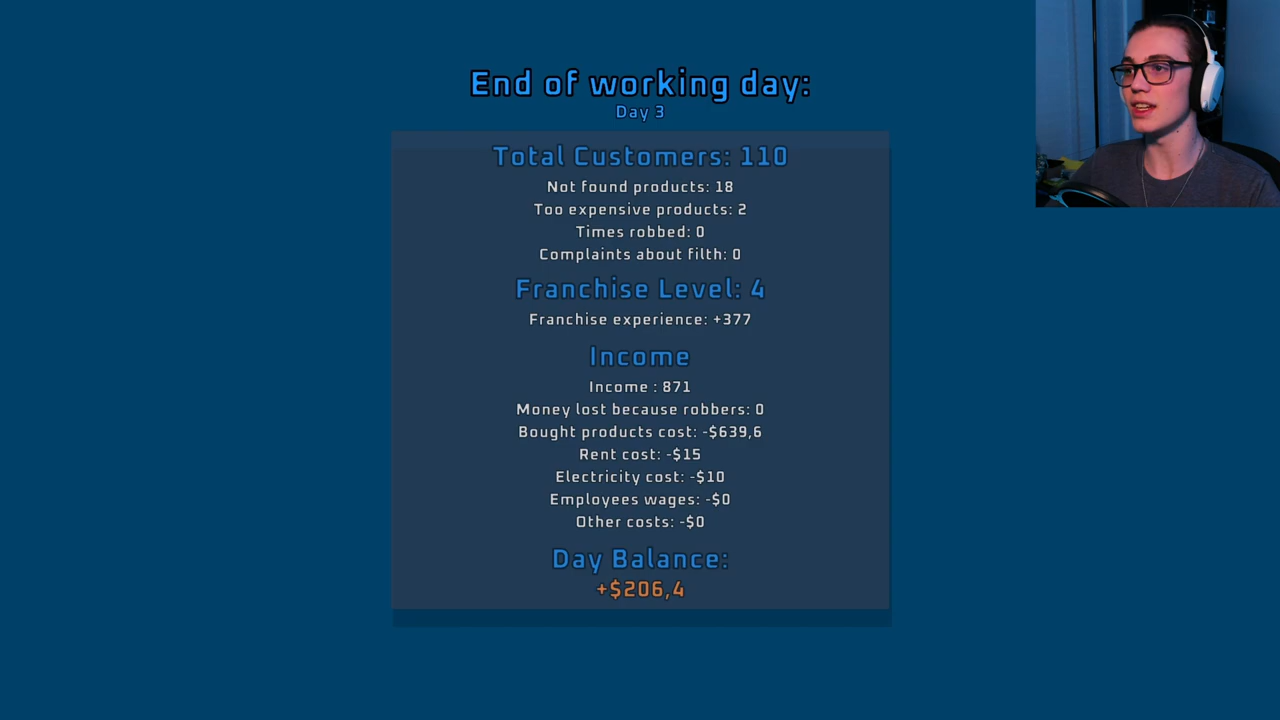 End of working day:
Day 3
Total Customers: 110
Not found products: 18
Too expensive products: 2
Times robbed: 0
Complaints about filth: 0
Franchise Level: 4
Franchise experience: +377
Income
Income : 871
Money lost because robbers: 0
Bought products cost: -$639,6
Rent cost: -$15
Electricity cost: -$10
Employees wages: -$0
Other costs: -$0
Day Balance:
+$206,4